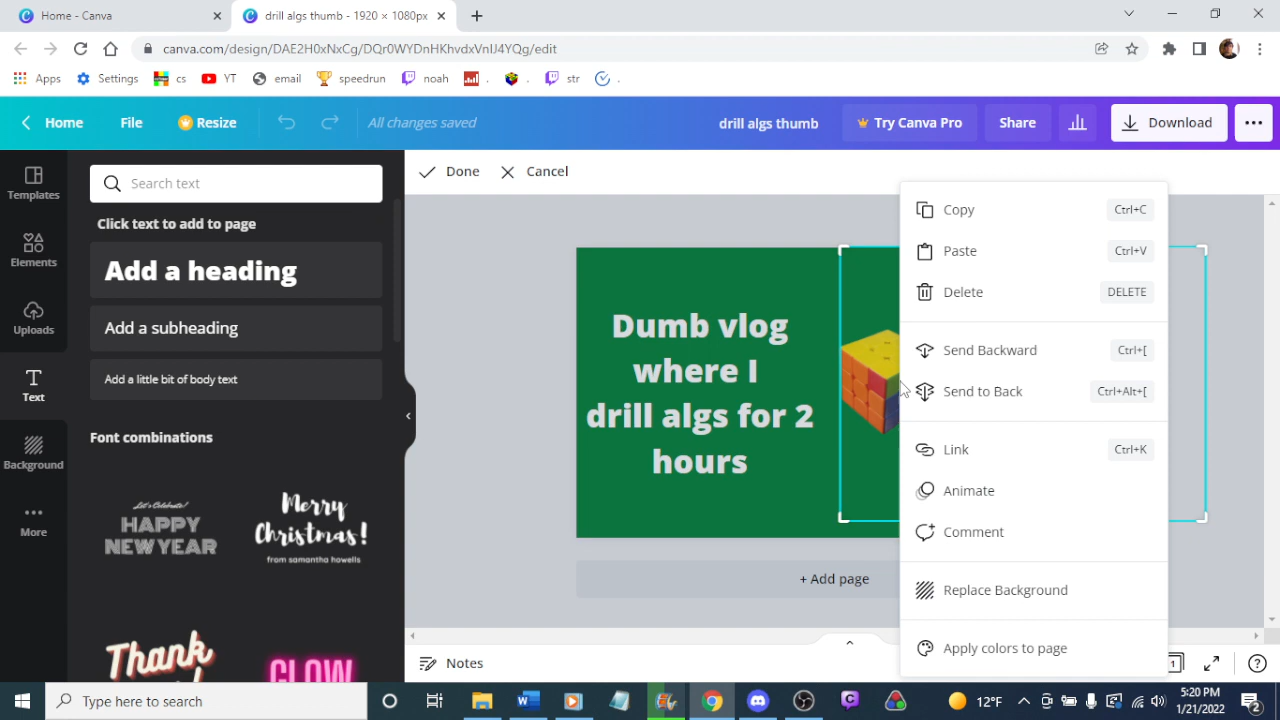 Home - Canva
drill algs thumb - 1920 × 1080px
canva.com/design/DAE2H0xNxCg/DQr0WYDnHKhvdxVnIJ4YQg/edit
Apps
Settings
cs
YT
email
speedrun
noah
.
.
str
.
Home
File
Resize
All changes saved
drill algs thumb
Try Canva Pro
Share
Download
Templates
Elements
Uploads
Text
Background
More
Search text
Click text to add to page
Add a heading
Add a subheading
Add a little bit of body text
Font combinations
Let's Celebrate!
HAPPY
NEW YEAR
Merry
Christmas!
from samantha howells
Thank
GLOW
Done
Cancel
Dumb vlog
where I
drill algs for 2
hours
+ Add page
Notes
Copy Ctrl+C
Paste Ctrl+V
Delete DELETE
Send Backward Ctrl+[
Send to Back Ctrl+Alt+[
Link Ctrl+K
Animate
Comment
Replace Background
Apply colors to page
1
Type here to search
12°F
5:20 PM
1/21/2022
2